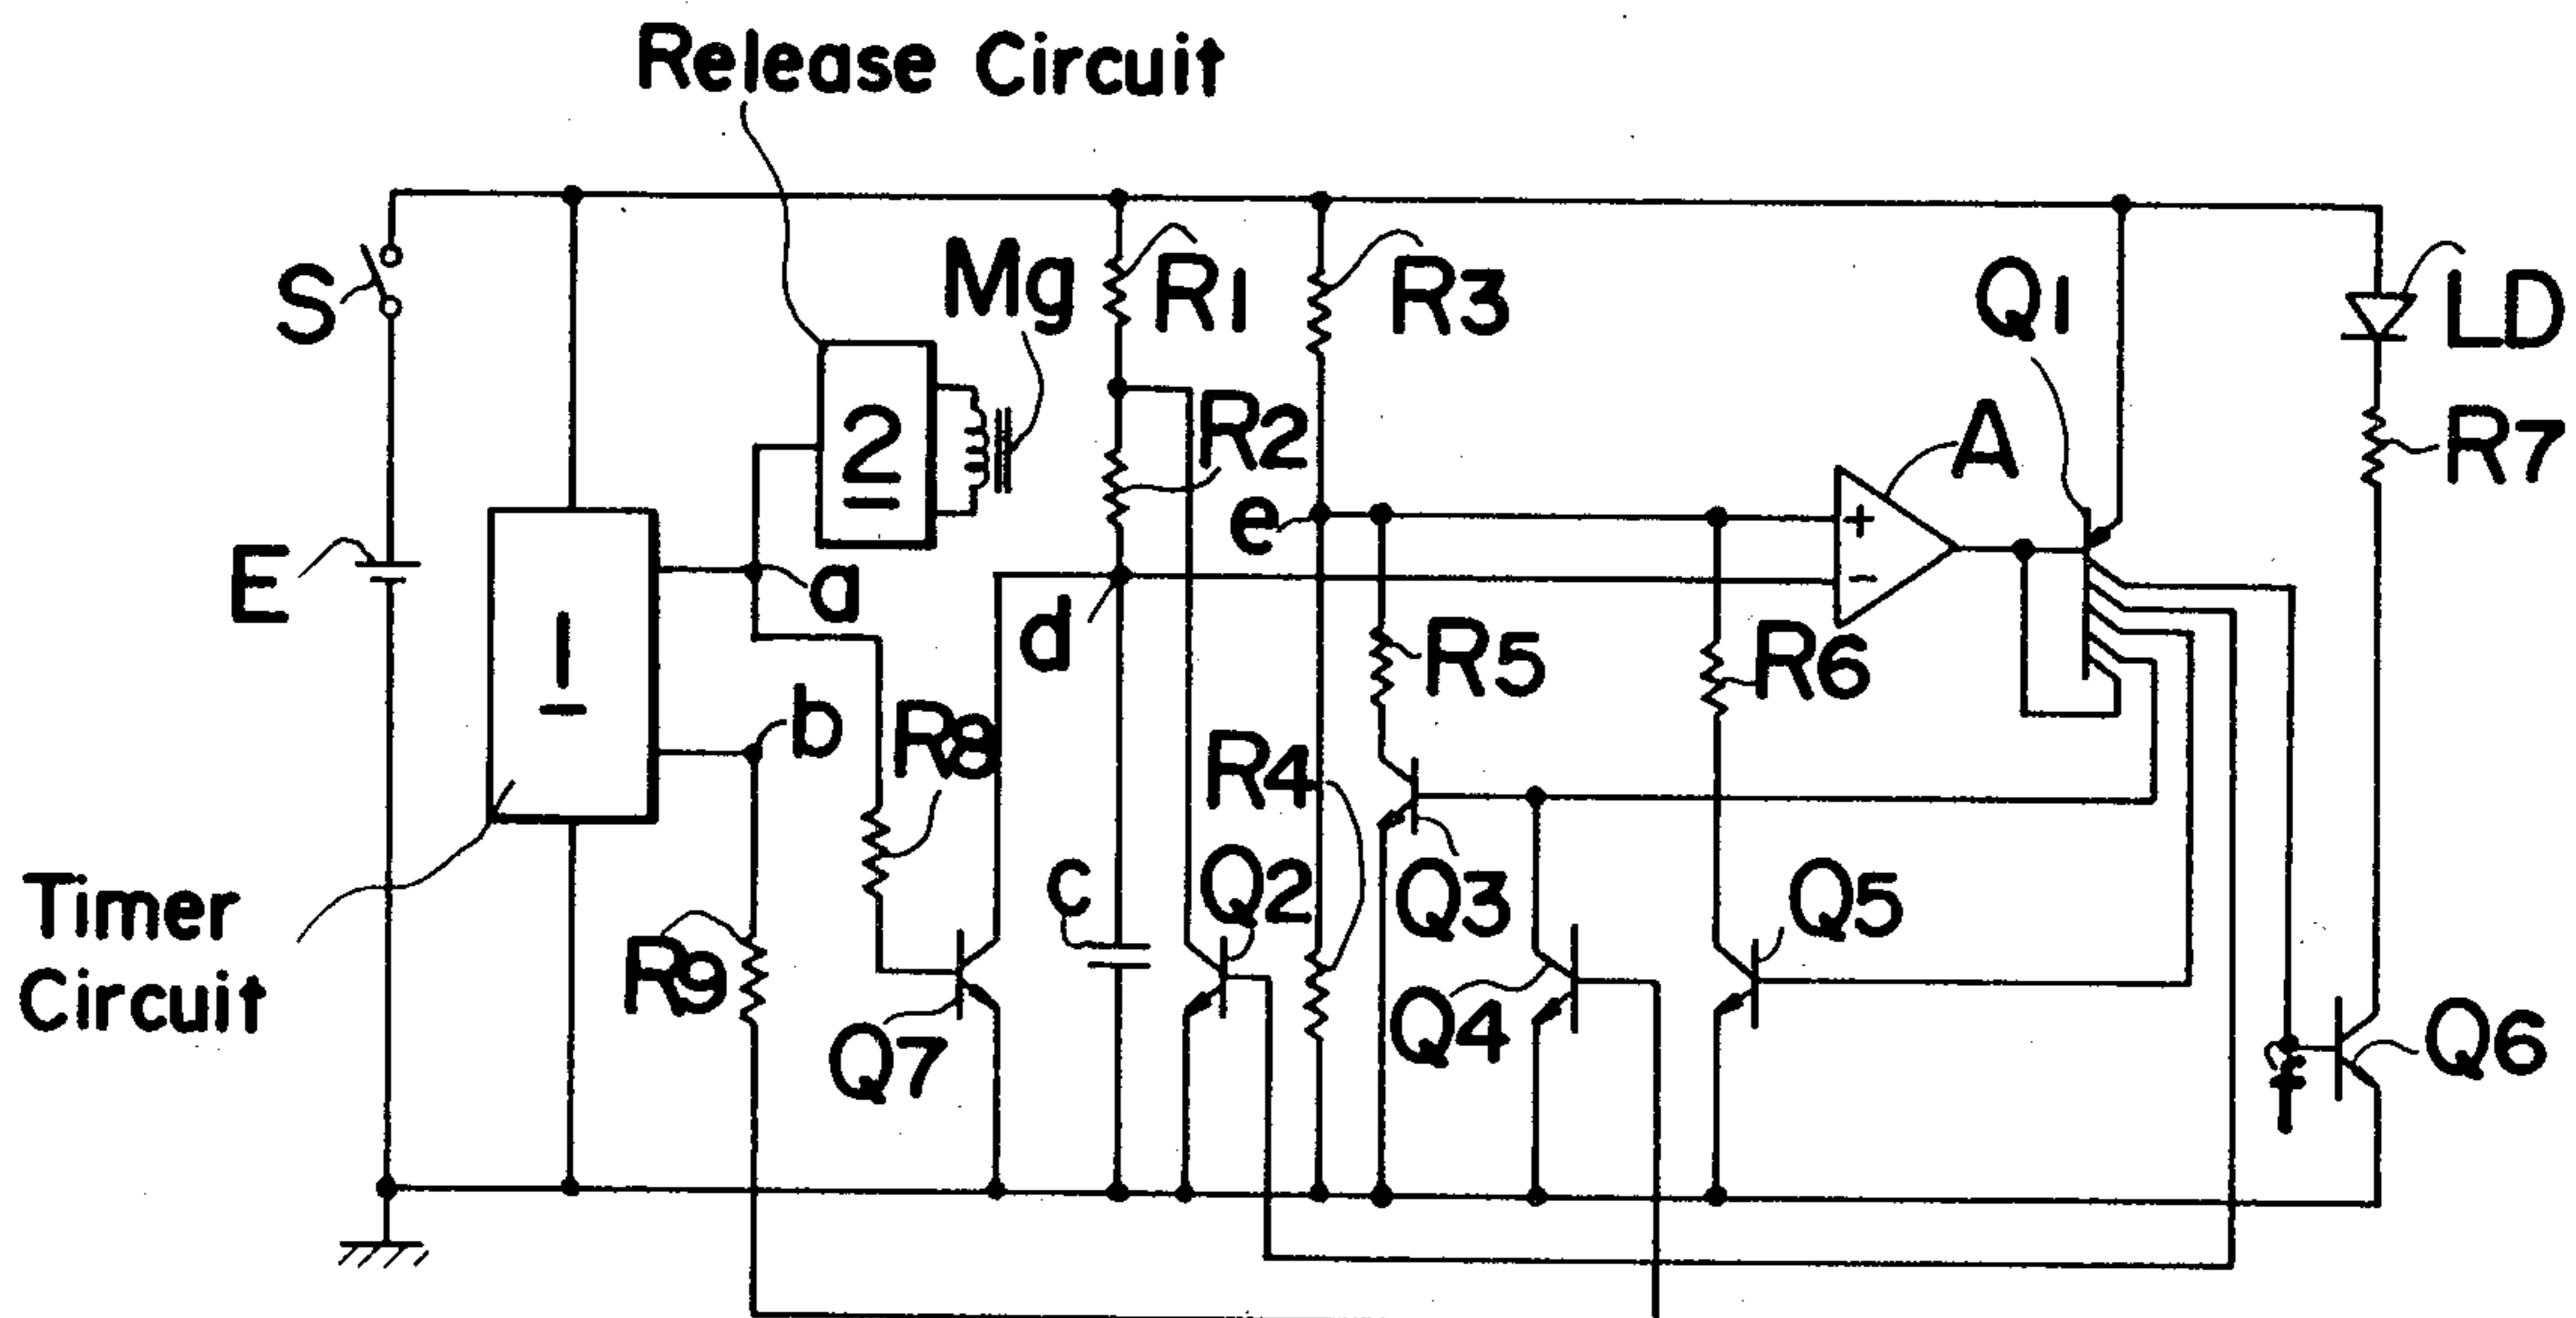 Release Circuit
S
Mg
R1
R3
Q1
LD
2
R2
A
R7
E
e
+
-
a
d
1
R5
R6
b
R8
R4
C
Q2
Q3
Q5
Timer
Circuit
R9
Q7
Q4
f
Q6